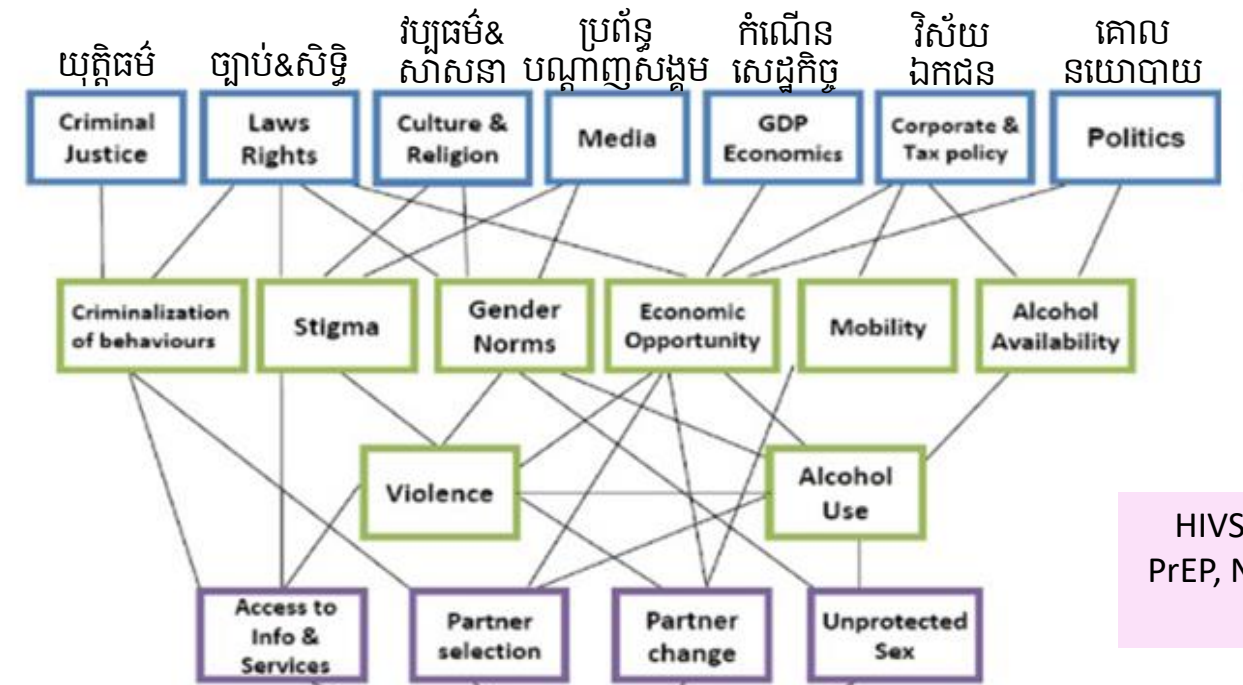 យុត្តិធម៌
ច្បាប់&សិទ្ធិ
វប្បធម៌&
សាសនា
ប្រព័ន្ធ
បណ្តាញសង្គម
កំណើន
សេដ្ឋកិច្ច
វិស័យ
ឯកជន
គោល
នយោបាយ
Criminal
Justice
Laws
Rights
Culture &
Religion
Media
GDP
Economics
Corporate &
Tax policy
Politics
Criminalization
of behaviours
Stigma
Gender
Norms
Economic
Opportunity
Mobility
Alcohol
Availability
Violence
Alcohol
Use
HIVS
PrEP, N
Access to
Info &
Services
Partner
selection
Partner
change
Unprotected
Sex